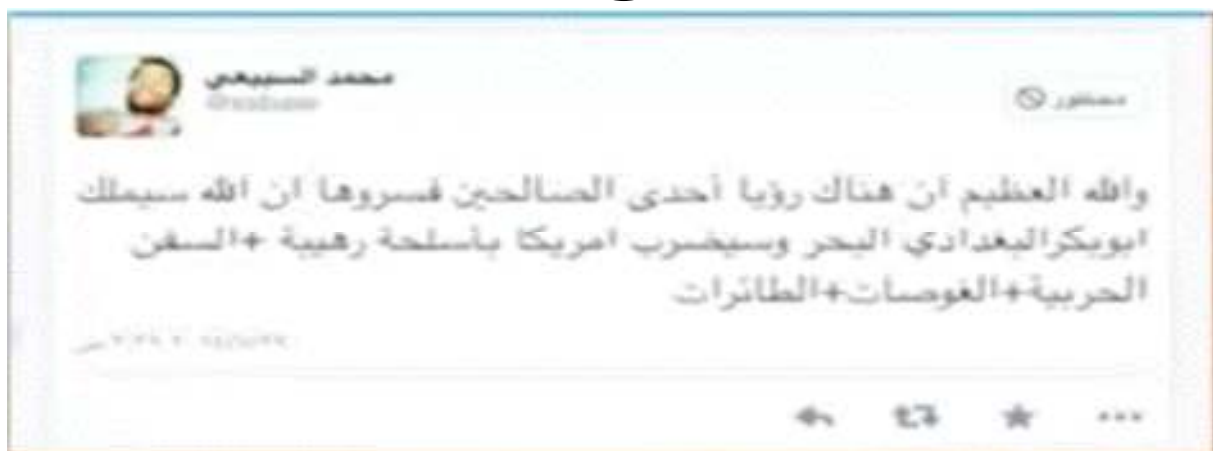 محمد السبيعي
محظور
والله العظيم ان هناك رؤيا أحدى الصالحين فسروها ان الله سيملك
ابوبكرالبغدادي البحر وسيضرب امريكا بأسلحة رهيبة +السفن
الحربية+الغوصات+الطائرات